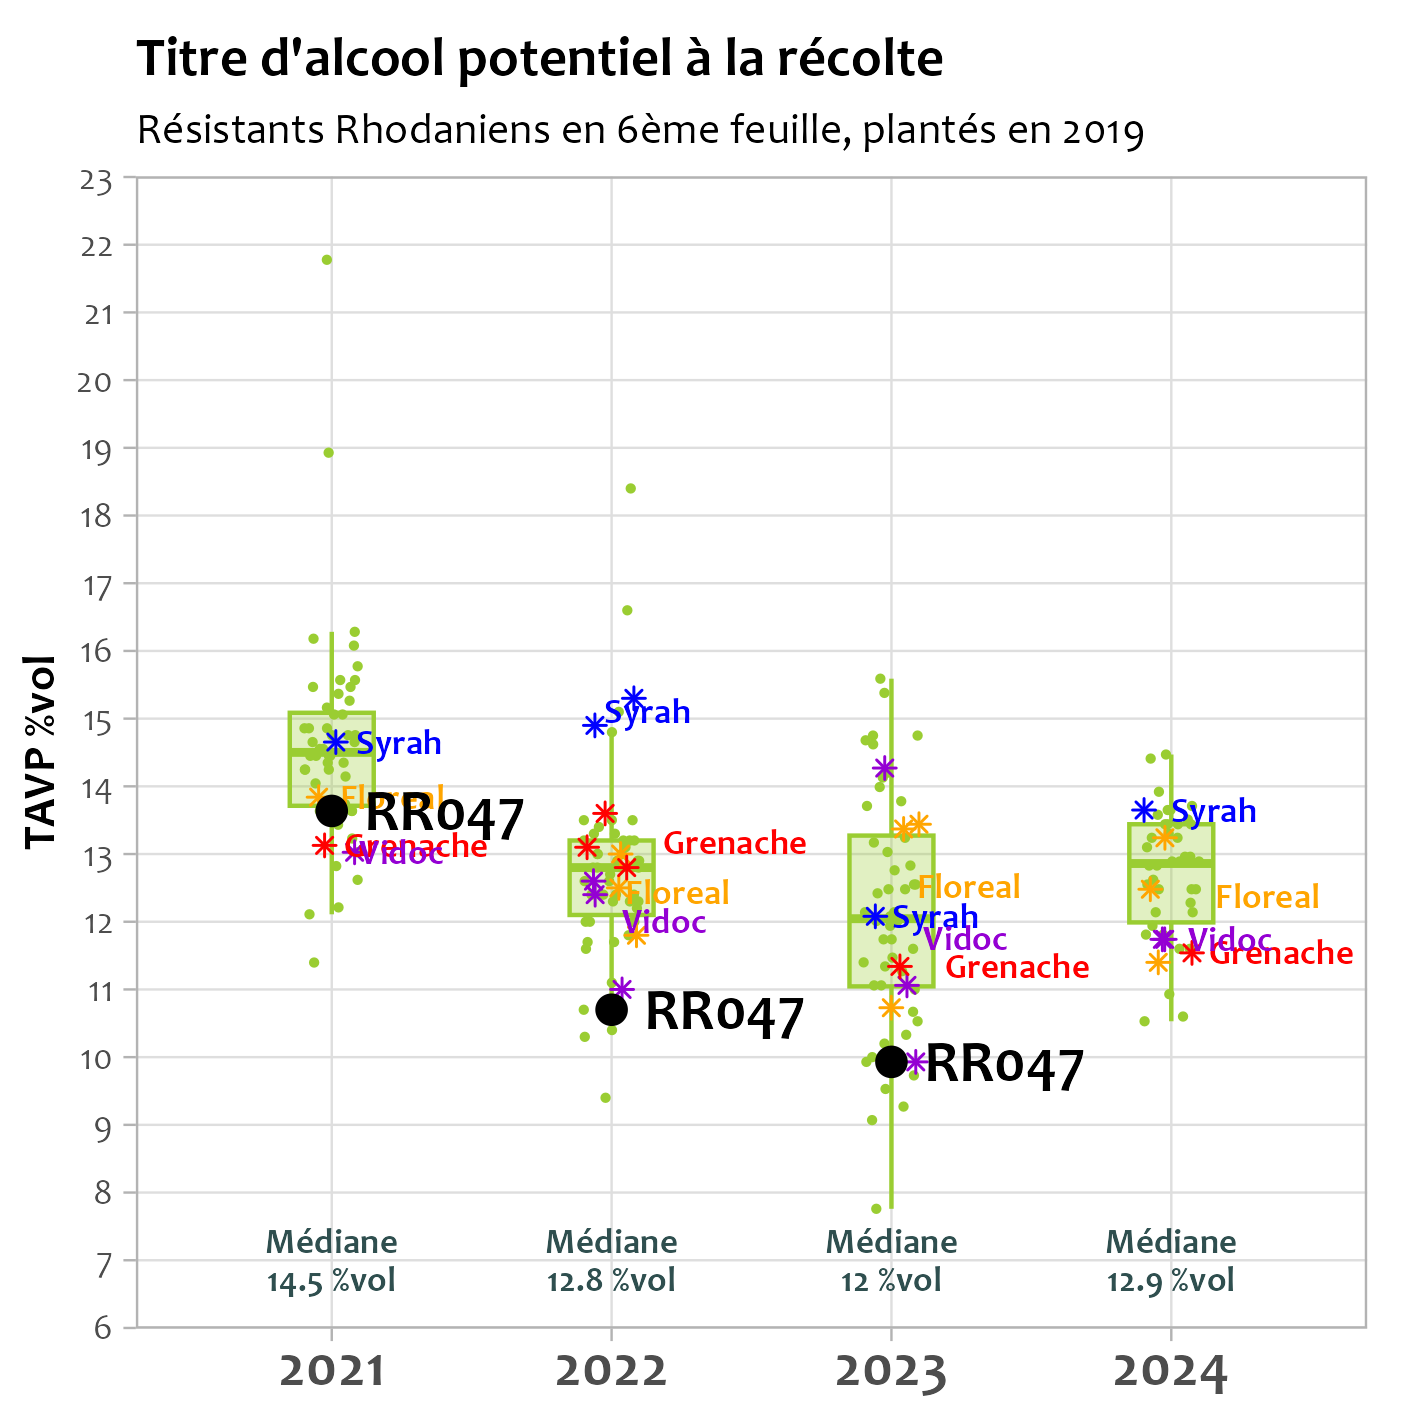 Titre d'alcool potentiel à la récolte
Résistants Rhodaniens en 6ème feuille, plantés en 2019
TAVP %vol
23
22
21
20
19
18
17
16
15
14
13
12
11
10
9
8
7
6
Syrah
Floreal
RR047
Grenache
Vidoc
Syrah
Grenache
Floreal
Vidoc
RR047
Floreal
Syrah
Vidoc
Grenache
RR047
Syrah
Floreal
Vidoc
Grenache
Médiane
14.5 %vol
Médiane
12.8 %vol
Médiane
12 %vol
Médiane
12.9 %vol
2021
2022
2023
2024